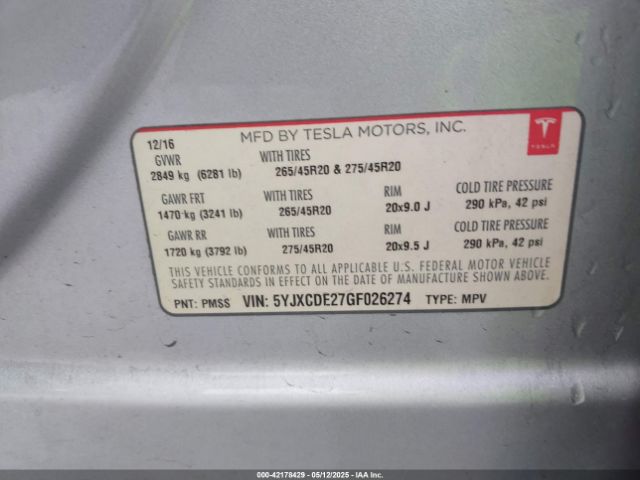 12/16 MFD BY TESLA MOTORS, INC.
TESLA
GVWR WITH TIRES
2849 kg (6281 lb) 265/45R20 & 275/45R20
GAWR FRT WITH TIRES RIM COLD TIRE PRESSURE
1470 kg (3241 lb) 265/45R20 20x9.0 J 290 kPa, 42 psi
GAWR RR WITH TIRES RIM COLD TIRE PRESSURE
1720 kg (3792 lb) 275/45R20 20x9.5 J 290 kPa, 42 psi
THIS VEHICLE CONFORMS TO ALL APPLICABLE U.S. FEDERAL MOTOR VEHICLE
SAFETY STANDARDS IN EFFECT ON THE DATE OF MANUFACTURE SHOWN ABOVE.
PNT: PMSS VIN: 5YJXCDE27GF026274 TYPE: MPV
000-42178429 - 05/12/2025 - IAA Inc.